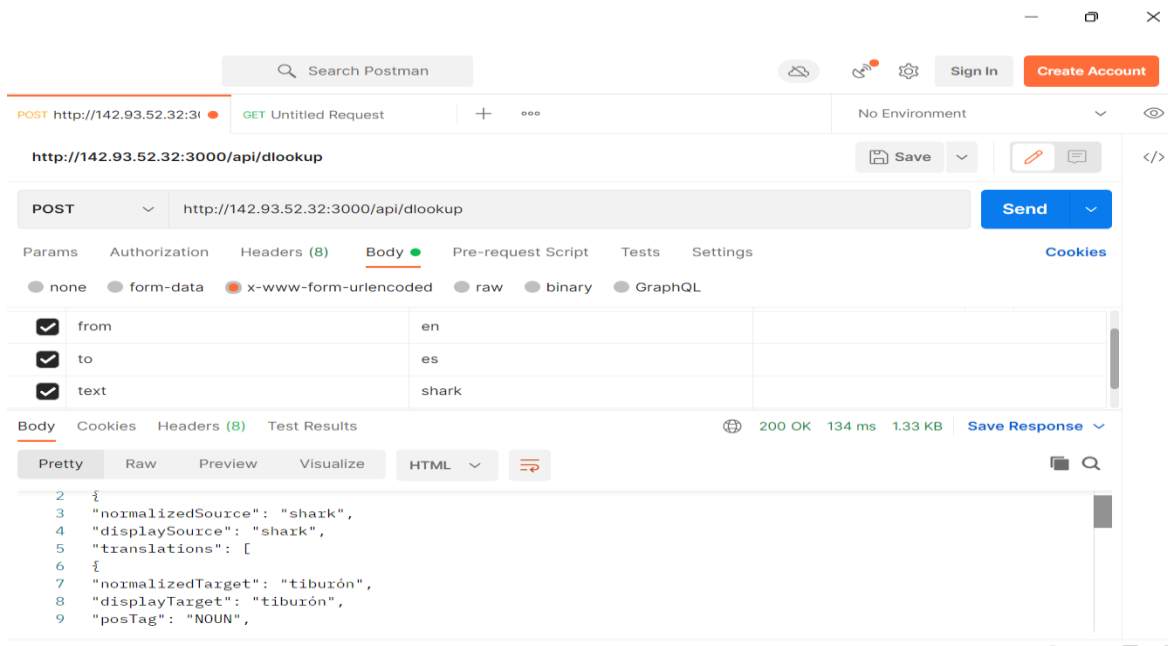 Search Postman
Sign In
Create Account
POST http://142.93.52.32:3(
GET Untitled Request
No Environment
http://142.93.52.32:3000/api/dlookup
Save
</>
POST http://142.93.52.32:3000/api/dlookup Send
Params Authorization Headers (8) Body Pre-request Script Tests Settings Cookies
none form-data x-www-form-urlencoded raw binary GraphQL
from en
to es
text shark
Body Cookies Headers (8) Test Results 200 OK 134 ms 1.33 KB Save Response
Pretty Raw Preview Visualize HTML
2 {
3 "normalizedSource": "shark",
4 "displaySource": "shark",
5 "translations": [
6 {
7 "normalizedTarget": "tiburón",
8 "displayTarget": "tiburón",
9 "posTag": "NOUN",